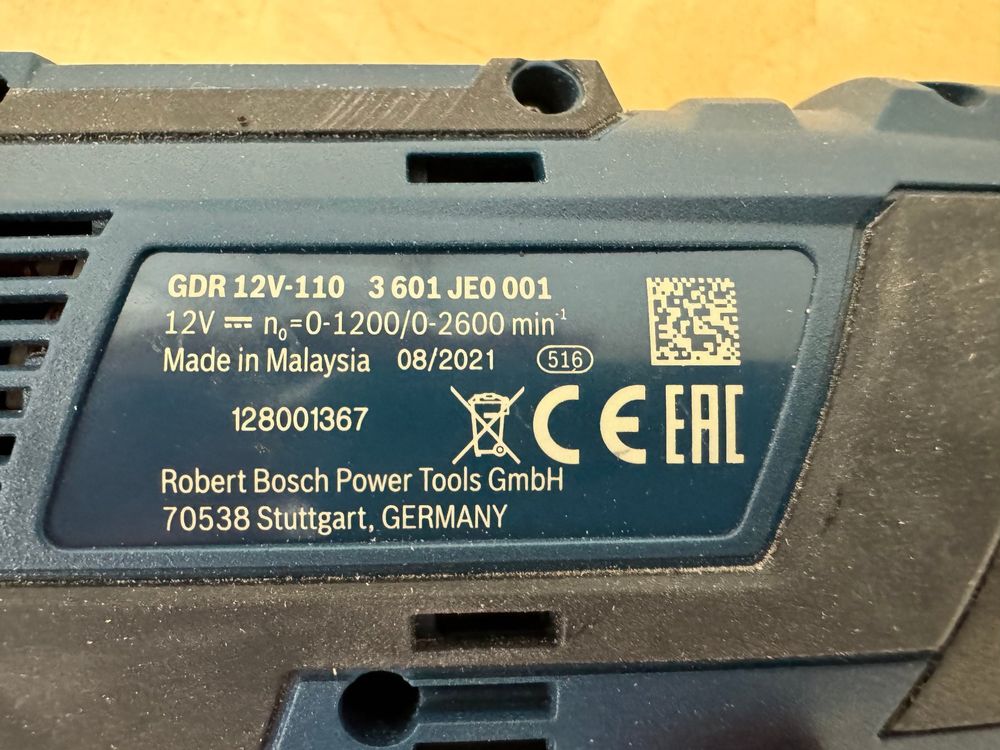 GDR 12V-110 3 601 JE0 001
12V ⎓ n₀=0-1200/0-2600 min⁻¹
Made in Malaysia 08/2021 516
128001367 CE EAC
Robert Bosch Power Tools GmbH
70538 Stuttgart, GERMANY